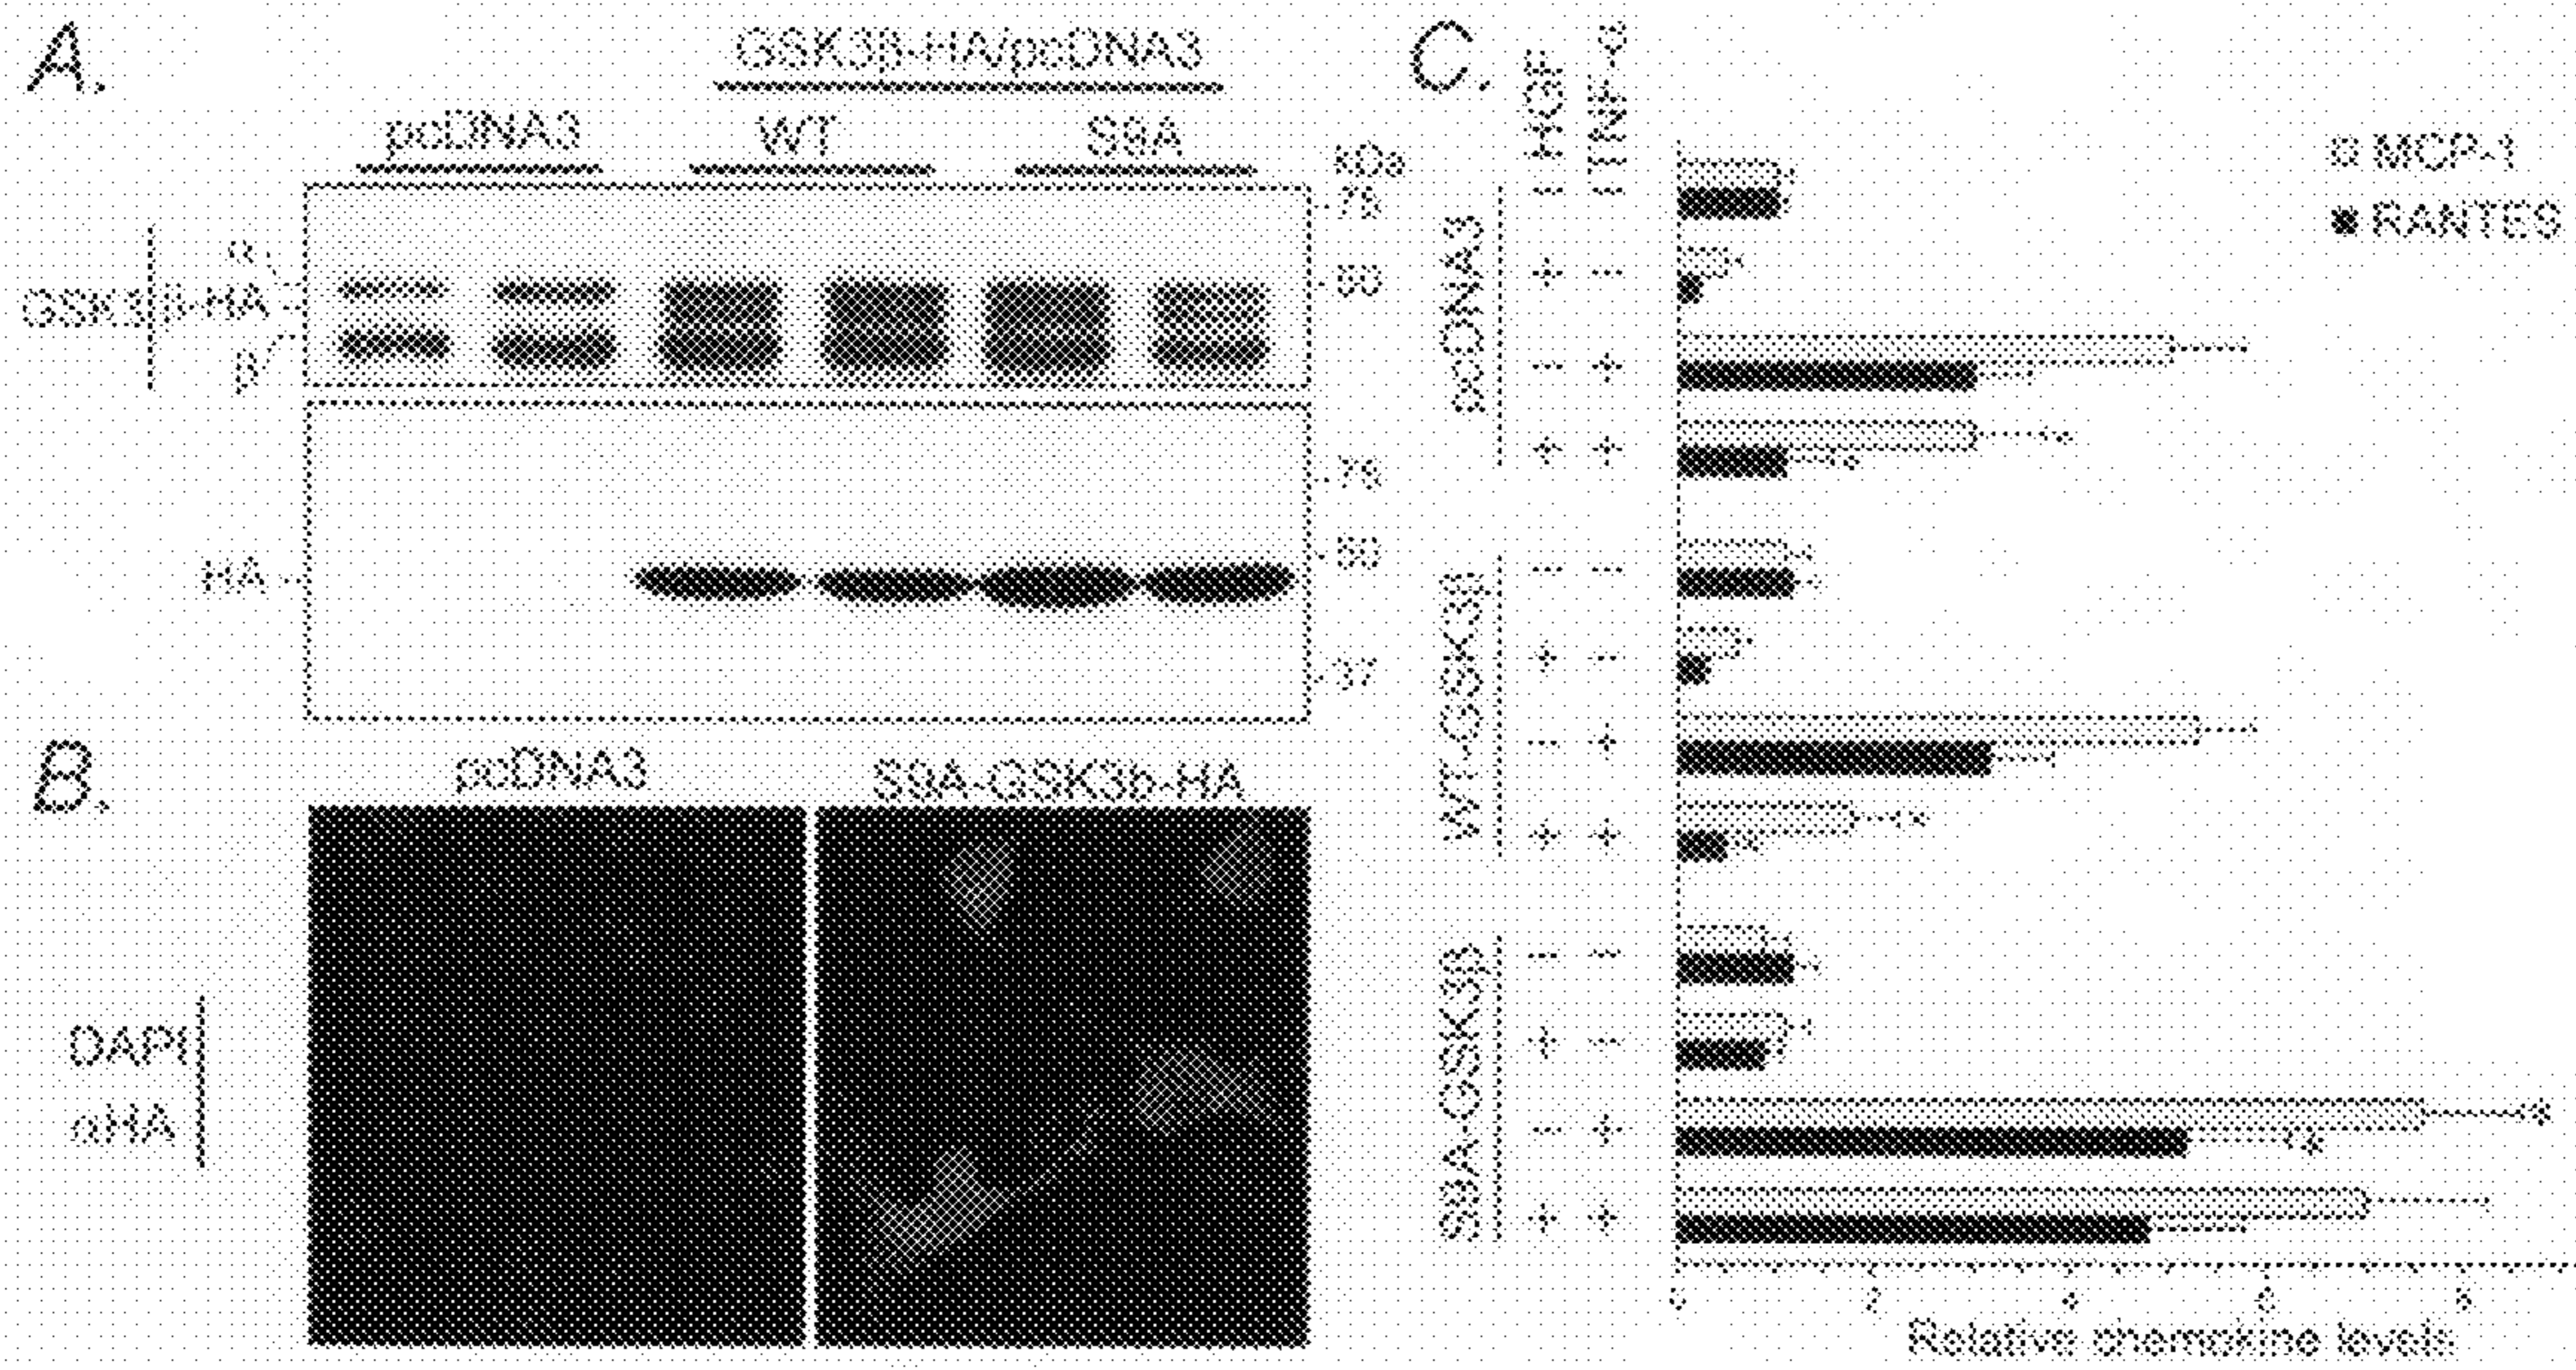 A.
GSK3β-HA/pcDNA3
pcDNA3 WT S9A
kDa
75
α
GSK3 β-HA
50
β
75
50
HA
37
B.
pcDNA3 S9A-GSK3b-HA
DAPI
αHA
C.
HGF TNF-α
MCP-1
RANTES
pcDNA3
- -
+ -
- +
+ +
WT-GSK3β
- -
+ -
- +
+ +
S9A-GSK3β
- -
+ -
- +
+ +
0 2 4 6 8
Relative chemokine levels